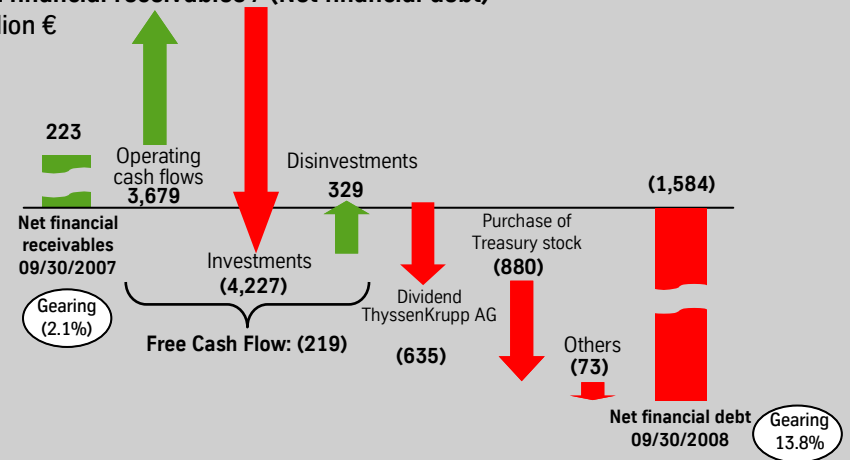 223
Operating
cash flows
3,679
Disinvestments
329
(1,584)
Net financial
receivables
09/30/2007
Investments
(4,227)
Purchase of
Treasury stock
(880)
Gearing
(2.1%)
Free Cash Flow: (219)
Dividend
ThyssenKrupp AG
(635)
Others
(73)
Net financial debt
09/30/2008
Gearing
13.8%